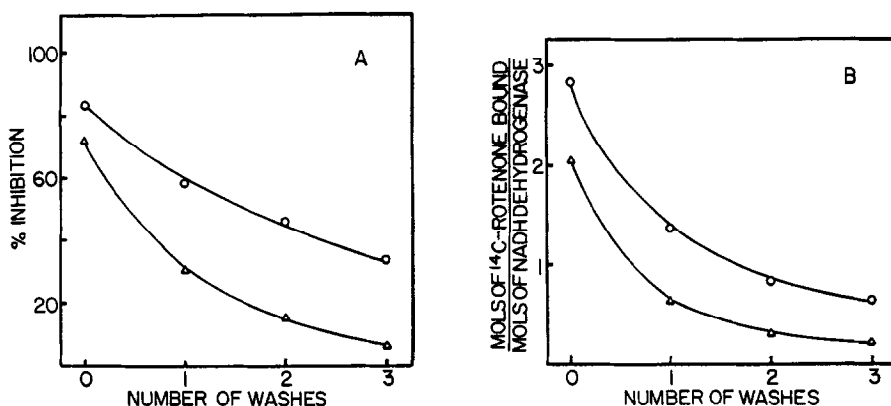 A
100
60
20
% INHIBITION
0 1 2 3
NUMBER OF WASHES
B
3
2
1
MOLS OF ¹⁴C-ROTENONE BOUND
MOLS OF NADH DEHYDROGENASE
0 1 2 3
NUMBER OF WASHES